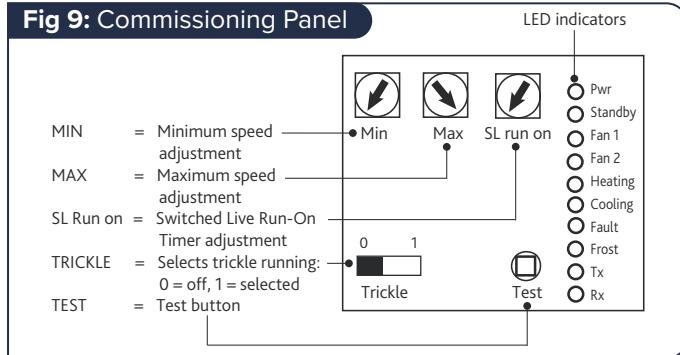 Fig 9: Commissioning Panel
LED indicators
MIN = Minimum speed
adjustment
MAX = Maximum speed
adjustment
SL Run on = Switched Live Run-On
Timer adjustment
TRICKLE = Selects trickle running:
0 = off, 1 = selected
TEST = Test button
Min Max SL run on
0 1
Trickle
Test
Pwr
Standby
Fan 1
Fan 2
Heating
Cooling
Fault
Frost
Tx
Rx